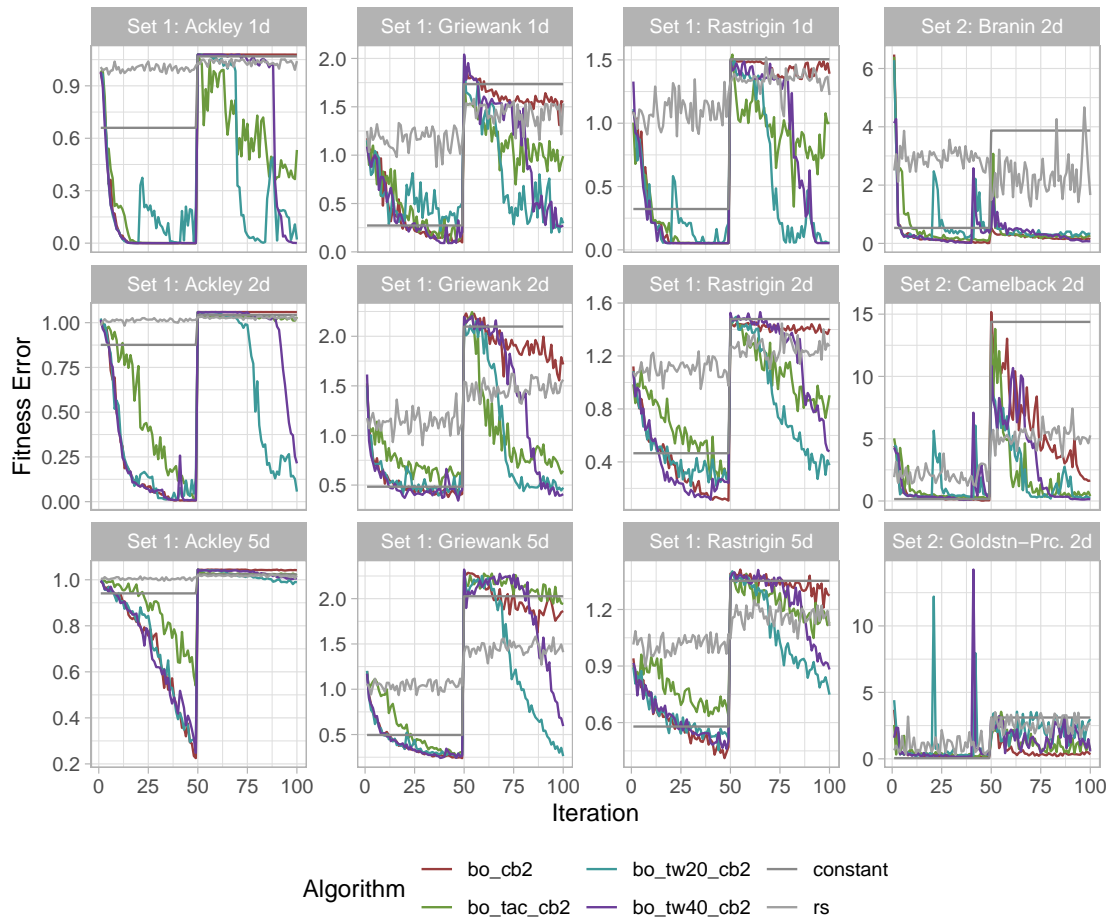 Set 1: Ackley 1d
Set 1: Griewank 1d
Set 1: Rastrigin 1d
Set 2: Branin 2d
0.9
0.6
0.3
0.0
2.0
1.5
1.0
0.5
0.0
1.5
1.0
0.5
0.0
6
4
2
0
Set 1: Ackley 2d
Set 1: Griewank 2d
Set 1: Rastrigin 2d
Set 2: Camelback 2d
Fitness Error
1.00
0.75
0.50
0.25
0.00
2.0
1.5
1.0
0.5
1.6
1.2
0.8
0.4
15
10
5
0
Set 1: Ackley 5d
Set 1: Griewank 5d
Set 1: Rastrigin 5d
Set 2: Goldstn−Prc. 2d
1.0
0.8
0.6
0.4
0.2
2.0
1.5
1.0
0.5
1.2
0.9
0.6
10
5
0
0 25 50 75 100
0 25 50 75 100
0 25 50 75 100
0 25 50 75 100
Iteration
Algorithm
bo_cb2
bo_tw20_cb2
constant
bo_tac_cb2
bo_tw40_cb2
rs